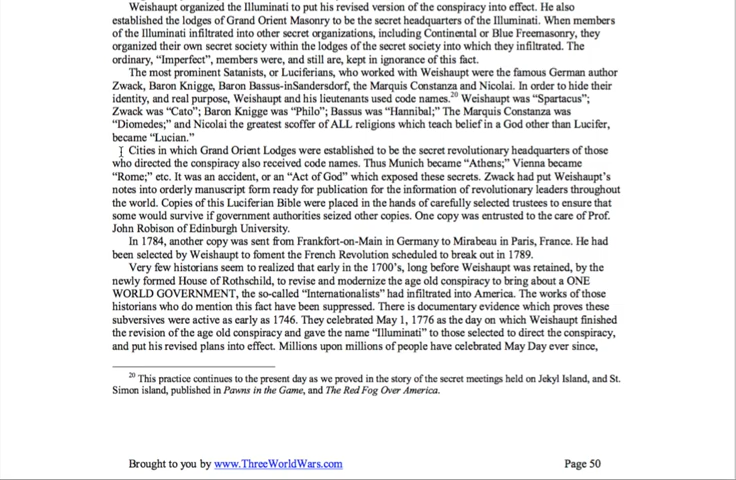 Weishaupt organized the Illuminati to put his revised version of the conspiracy into effect. He also
established the lodges of Grand Orient Masonry to be the secret headquarters of the Illuminati. When members
of the Illuminati infiltrated into other secret organizations, including Continental or Blue Freemasonry, they
organized their own secret society within the lodges of the secret society into which they infiltrated. The
ordinary, “Imperfect”, members were, and still are, kept in ignorance of this fact.
The most prominent Satanists, or Luciferians, who worked with Weishaupt were the famous German author
Zwack, Baron Knigge, Baron Bassus-inSandersdorf, the Marquis Constanza and Nicolai. In order to hide their
identity, and real purpose, Weishaupt and his lieutenants used code names.20 Weishaupt was “Spartacus”;
Zwack was “Cato”; Baron Knigge was “Philo”; Bassus was “Hannibal;” The Marquis Constanza was
“Diomedes;” and Nicolai the greatest scoffer of ALL religions which teach belief in a God other than Lucifer,
became “Lucian.”
Cities in which Grand Orient Lodges were established to be the secret revolutionary headquarters of those
who directed the conspiracy also received code names. Thus Munich became “Athens;” Vienna became
“Rome;” etc. It was an accident, or an “Act of God” which exposed these secrets. Zwack had put Weishaupt’s
notes into orderly manuscript form ready for publication for the information of revolutionary leaders throughout
the world. Copies of this Luciferian Bible were placed in the hands of carefully selected trustees to ensure that
some would survive if government authorities seized other copies. One copy was entrusted to the care of Prof.
John Robison of Edinburgh University.
In 1784, another copy was sent from Frankfort-on-Main in Germany to Mirabeau in Paris, France. He had
been selected by Weishaupt to foment the French Revolution scheduled to break out in 1789.
Very few historians seem to realized that early in the 1700’s, long before Weishaupt was retained, by the
newly formed House of Rothschild, to revise and modernize the age old conspiracy to bring about a ONE
WORLD GOVERNMENT, the so-called “Internationalists” had infiltrated into America. The works of those
historians who do mention this fact have been suppressed. There is documentary evidence which proves these
subversives were active as early as 1746. They celebrated May 1, 1776 as the day on which Weishaupt finished
the revision of the age old conspiracy and gave the name “Illuminati” to those selected to direct the conspiracy,
and put his revised plans into effect. Millions upon millions of people have celebrated May Day ever since,
20 This practice continues to the present day as we proved in the story of the secret meetings held on Jekyl Island, and St.
Simon island, published in Pawns in the Game, and The Red Fog Over America.
Brought to you by www.ThreeWorldWars.com Page 50